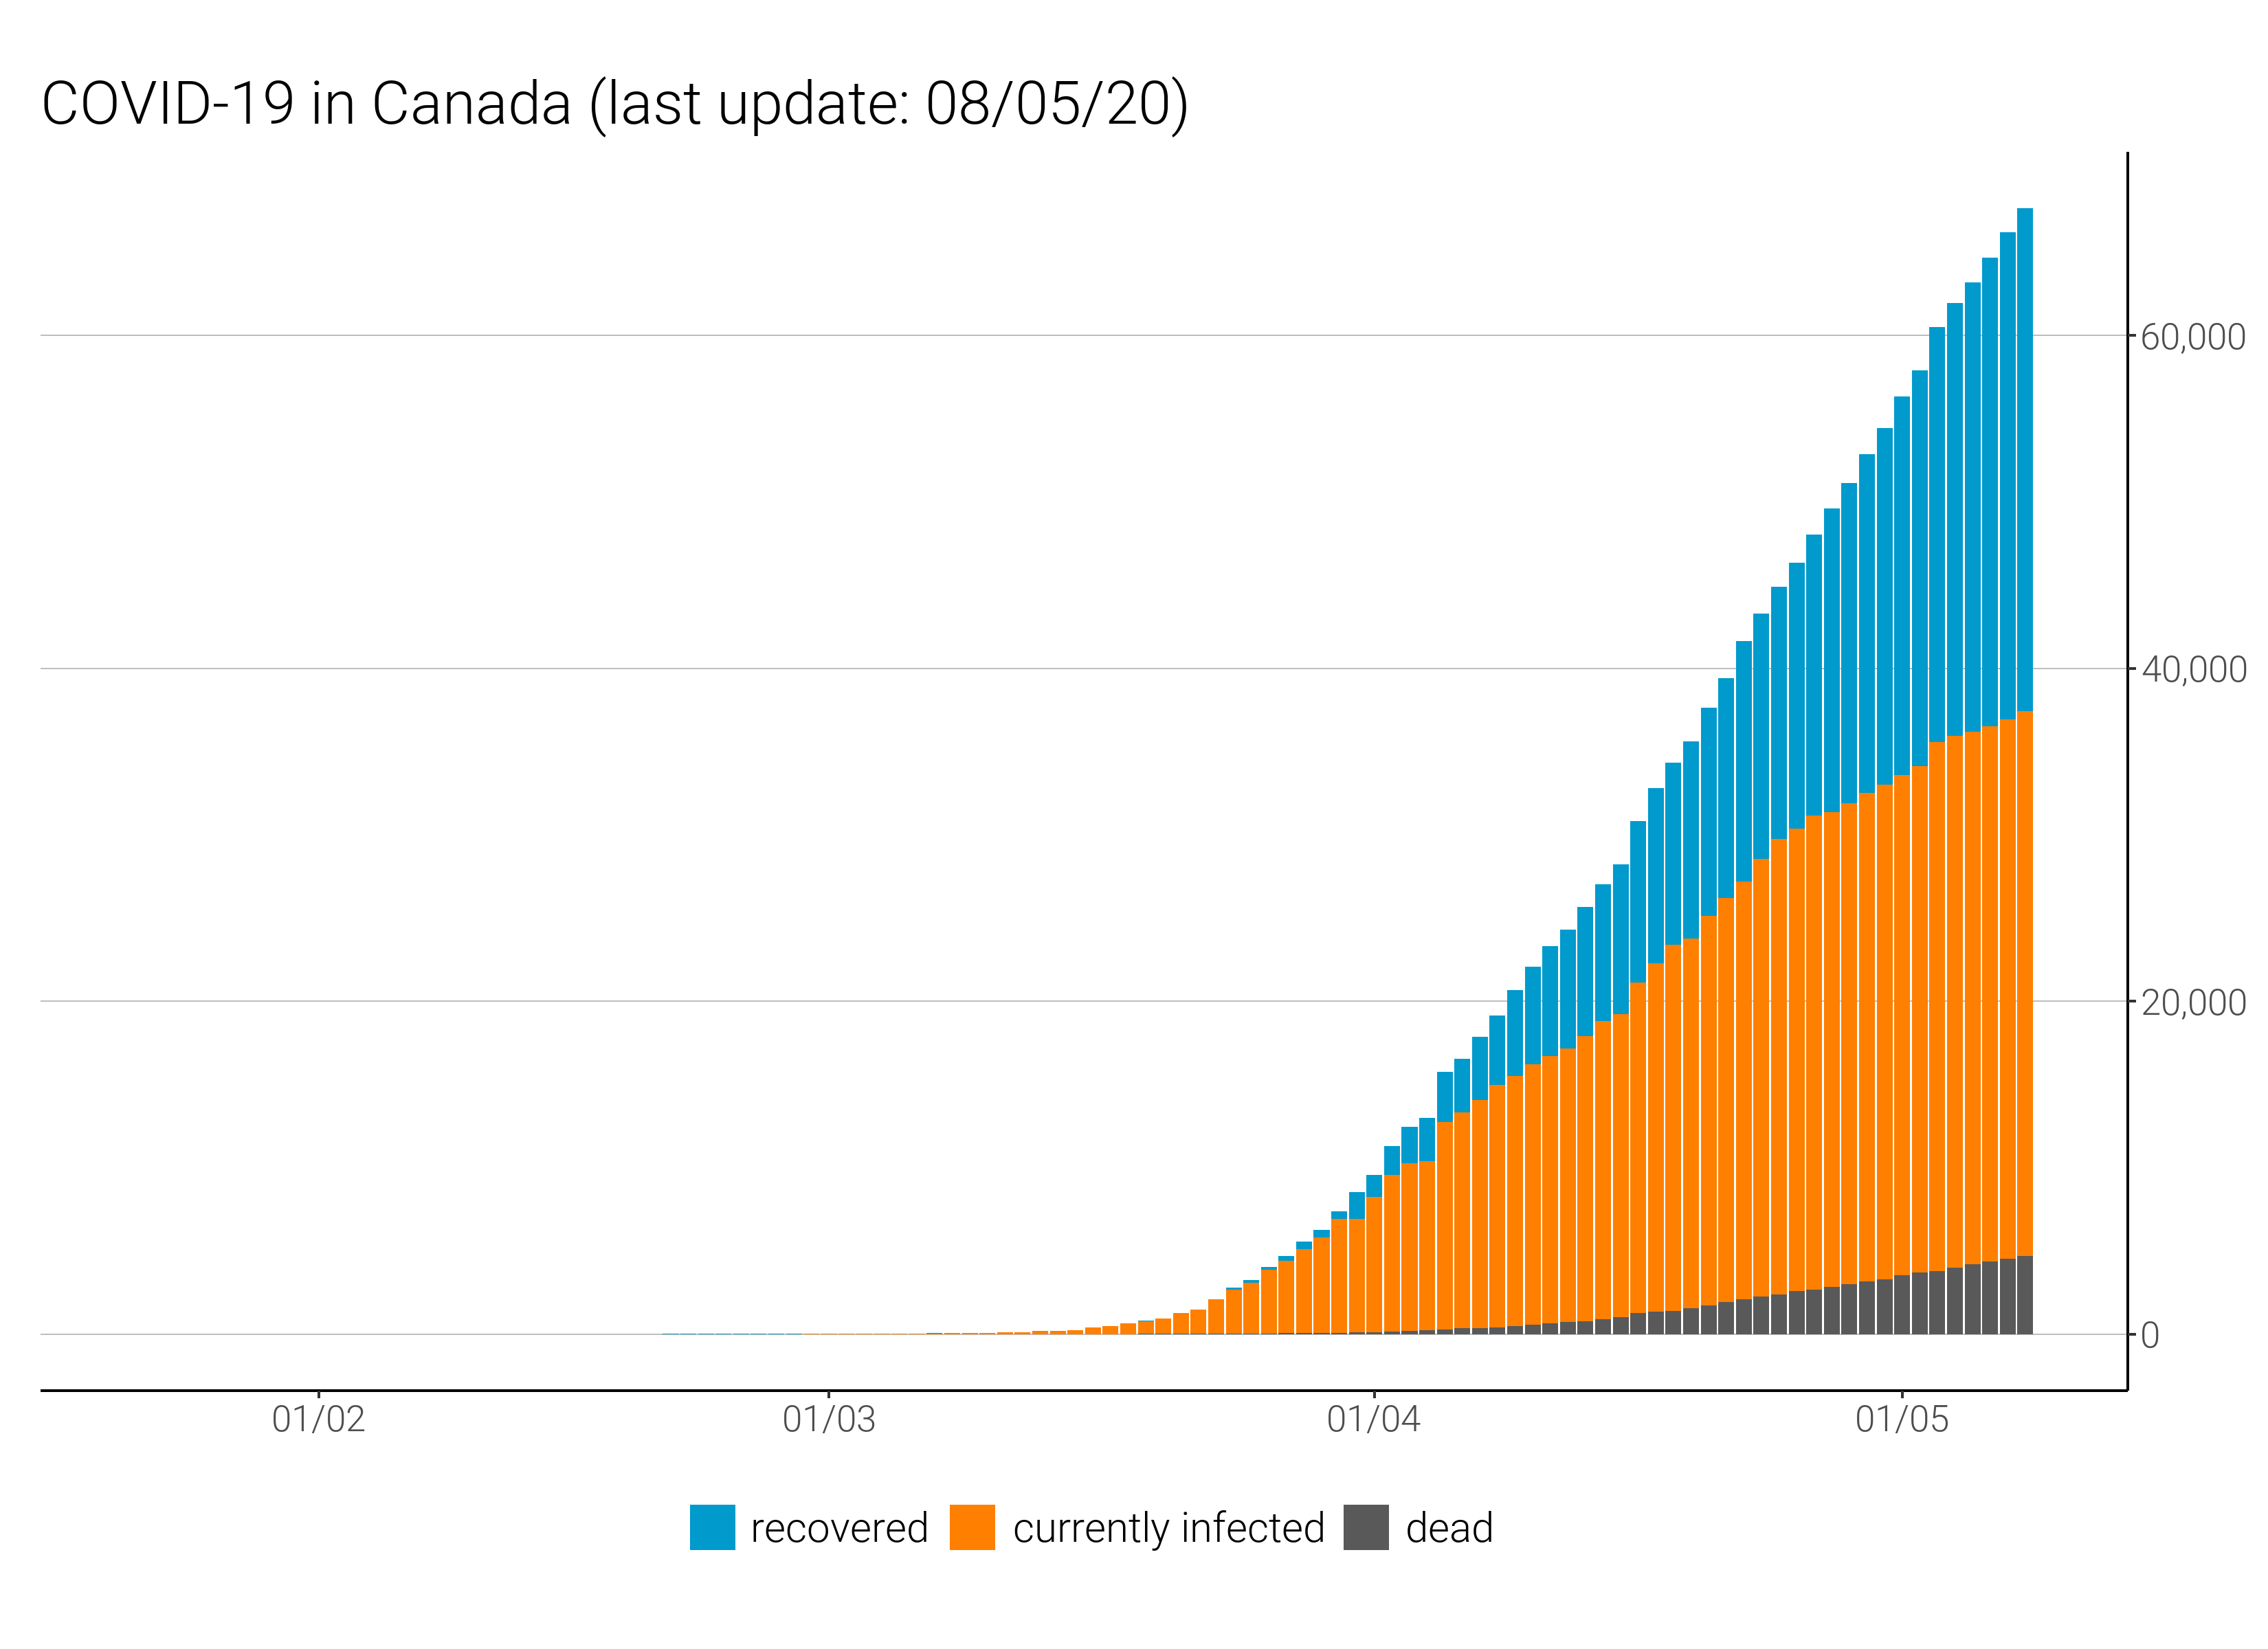 COVID-19 in Canada (last update: 08/05/20)
60,000
40,000
20,000
0
01/02 01/03 01/04 01/05
recovered currently infected dead